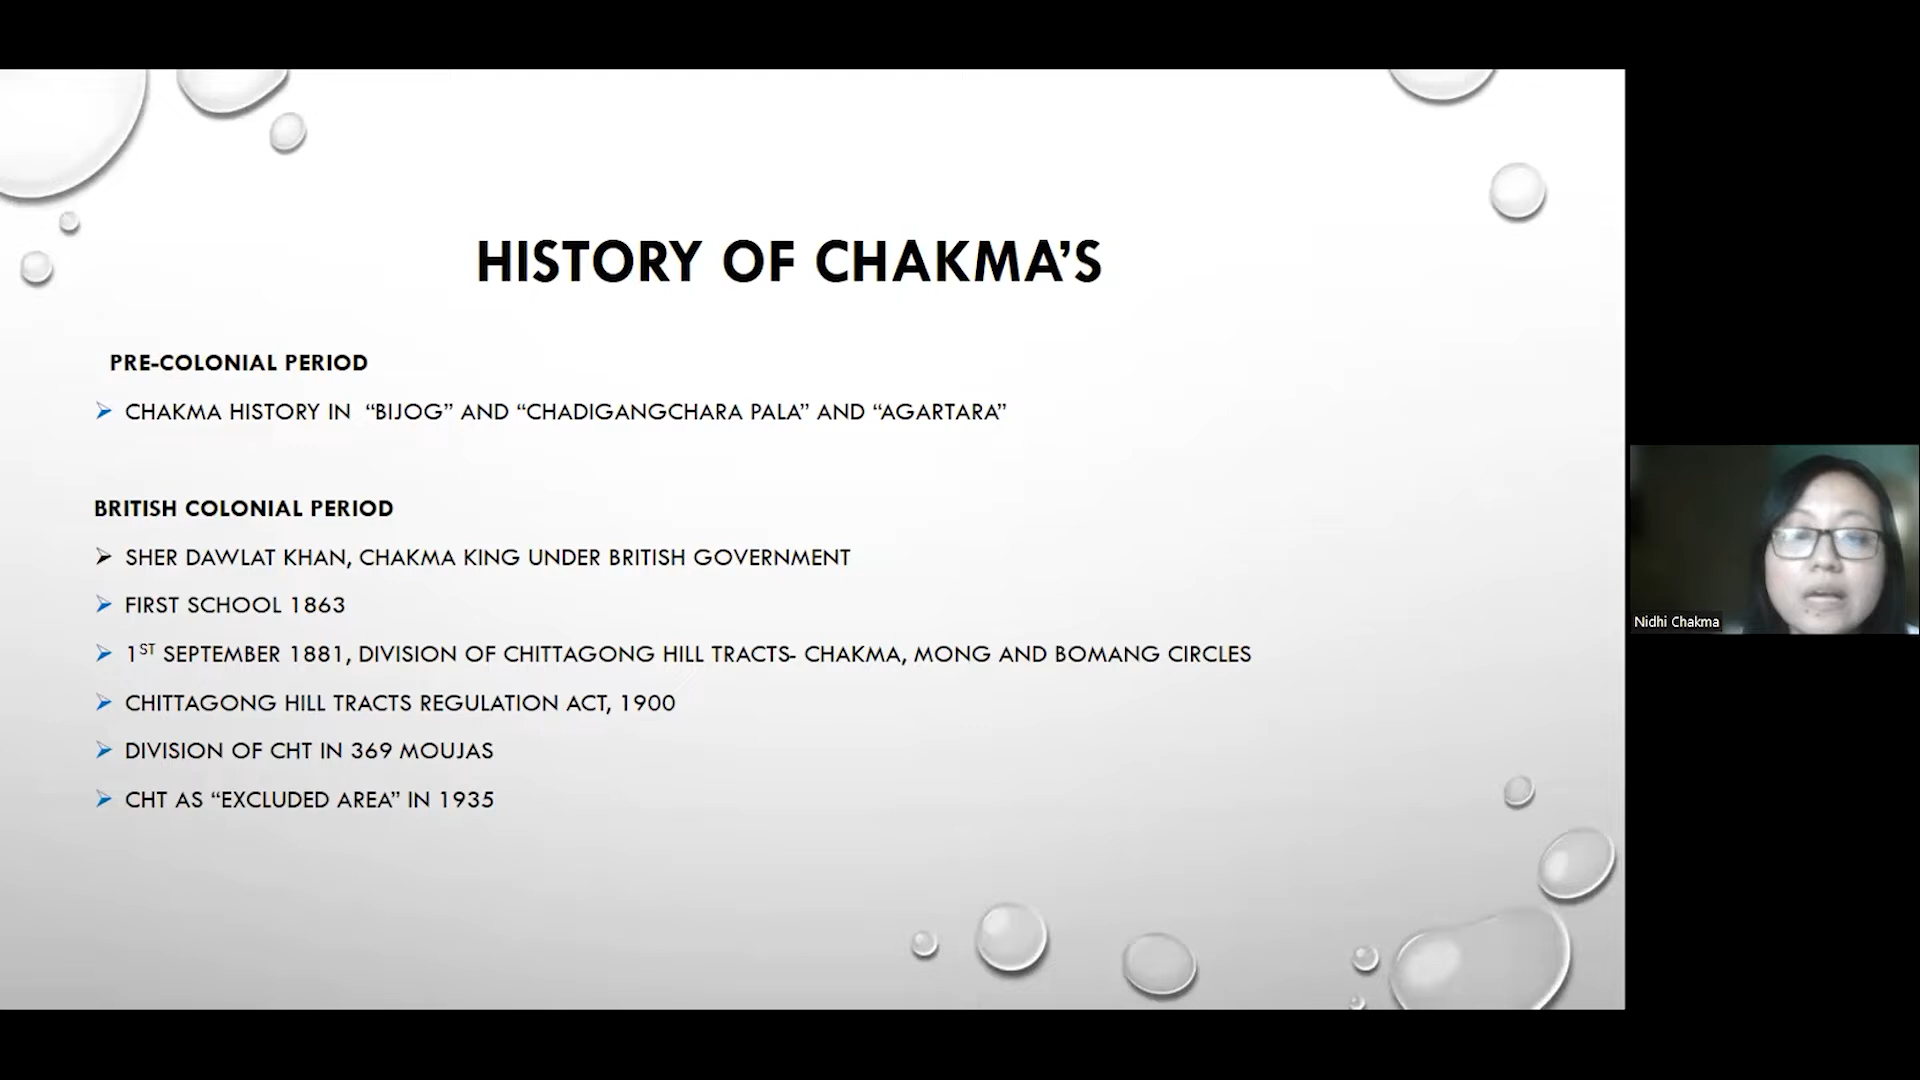 HISTORY OF CHAKMA’S
PRE-COLONIAL PERIOD
CHAKMA HISTORY IN “BIJOG” AND “CHADIGANGCHARA PALA” AND “AGARTARA”
BRITISH COLONIAL PERIOD
SHER DAWLAT KHAN, CHAKMA KING UNDER BRITISH GOVERNMENT
FIRST SCHOOL 1863
1ST SEPTEMBER 1881, DIVISION OF CHITTAGONG HILL TRACTS- CHAKMA, MONG AND BOMANG CIRCLES
CHITTAGONG HILL TRACTS REGULATION ACT, 1900
DIVISION OF CHT IN 369 MOUJAS
CHT AS “EXCLUDED AREA” IN 1935
Nidhi Chakma